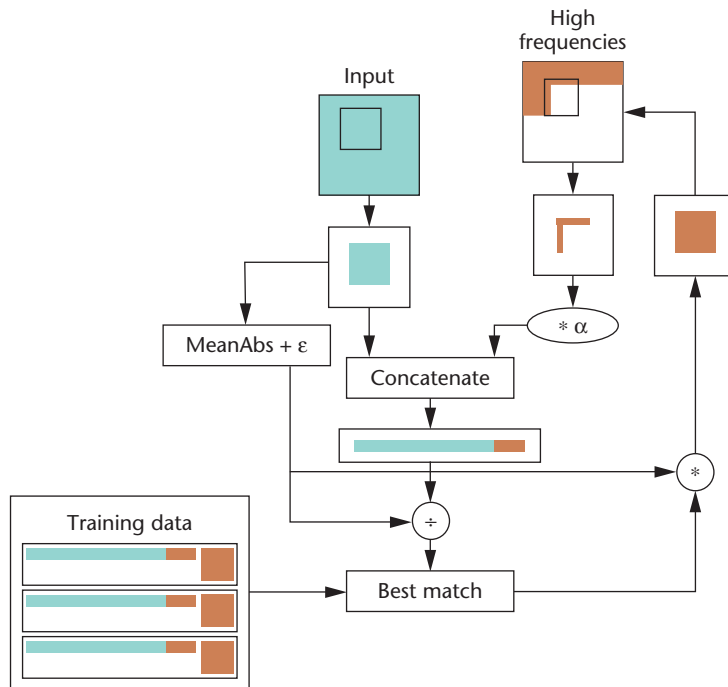 High
frequencies
Input
MeanAbs + ε
* α
Concatenate
*
Training data
÷
Best match